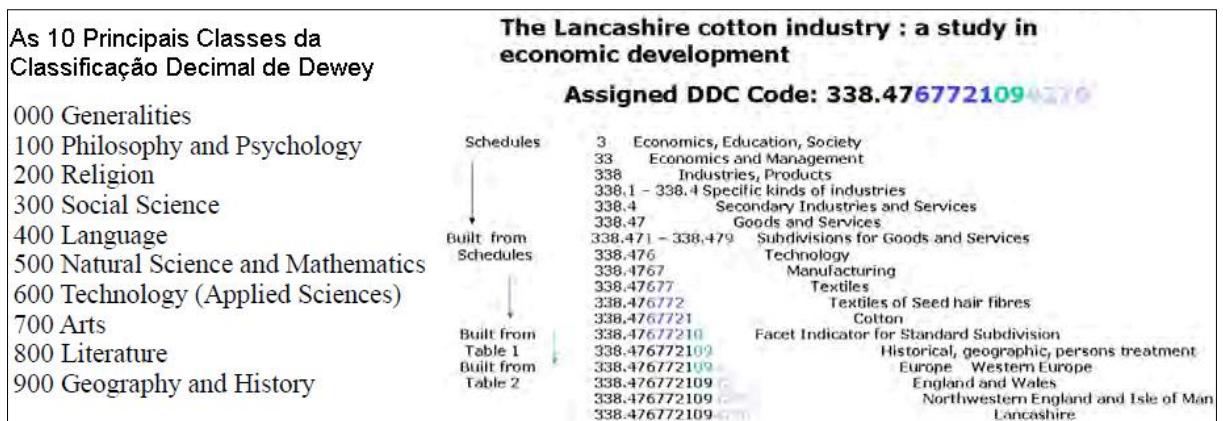 As 10 Principais Classes da
Classificação Decimal de Dewey
000 Generalities
100 Philosophy and Psychology
200 Religion
300 Social Science
400 Language
500 Natural Science and Mathematics
600 Technology (Applied Sciences)
700 Arts
800 Literature
900 Geography and History
The Lancashire cotton industry : a study in
economic development
Assigned DDC Code: 338.4767721094276
Schedules
Built from
Schedules
Built from
Table 1
Built from
Table 2
3 Economics, Education, Society
33 Economics and Management
338 Industries, Products
338.1 – 338.4 Specific kinds of industries
338.4 Secondary Industries and Services
338.47 Goods and Services
338.471 – 338.479 Subdivisions for Goods and Services
338.476 Technology
338.4767 Manufacturing
338.47677 Textiles
338.476772 Textiles of Seed hair fibres
338.4767721 Cotton
338.47677210 Facet Indicator for Standard Subdivision
338.476772109 Historical, geographic, persons treatment
338.476772109 Europe Western Europe
338.476772109 England and Wales
338.476772109 Northwestern England and Isle of Man
338.476772109 Lancashire